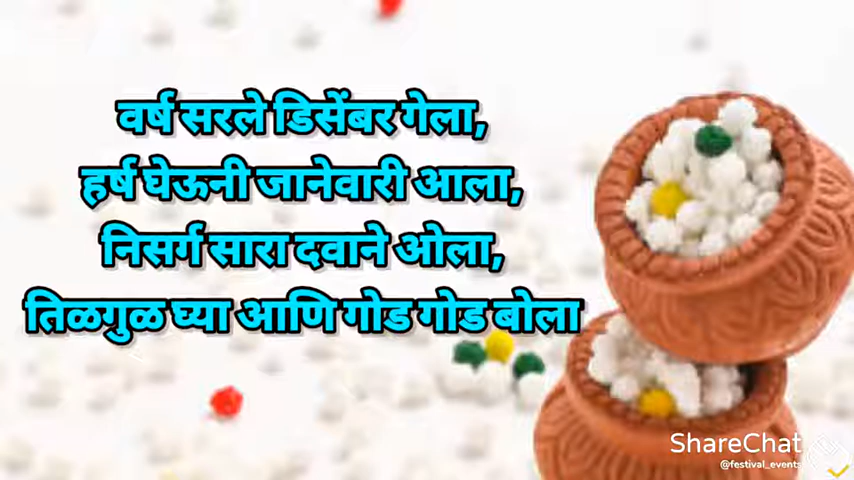 वर्ष सरले डिसेंबर गेला,
हर्ष घेऊनी जानेवारी आला,
निसर्ग सारा दवाने ओला,
तिळगुळ घ्या आणि गोड गोड बोला
ShareChat
@festival_events